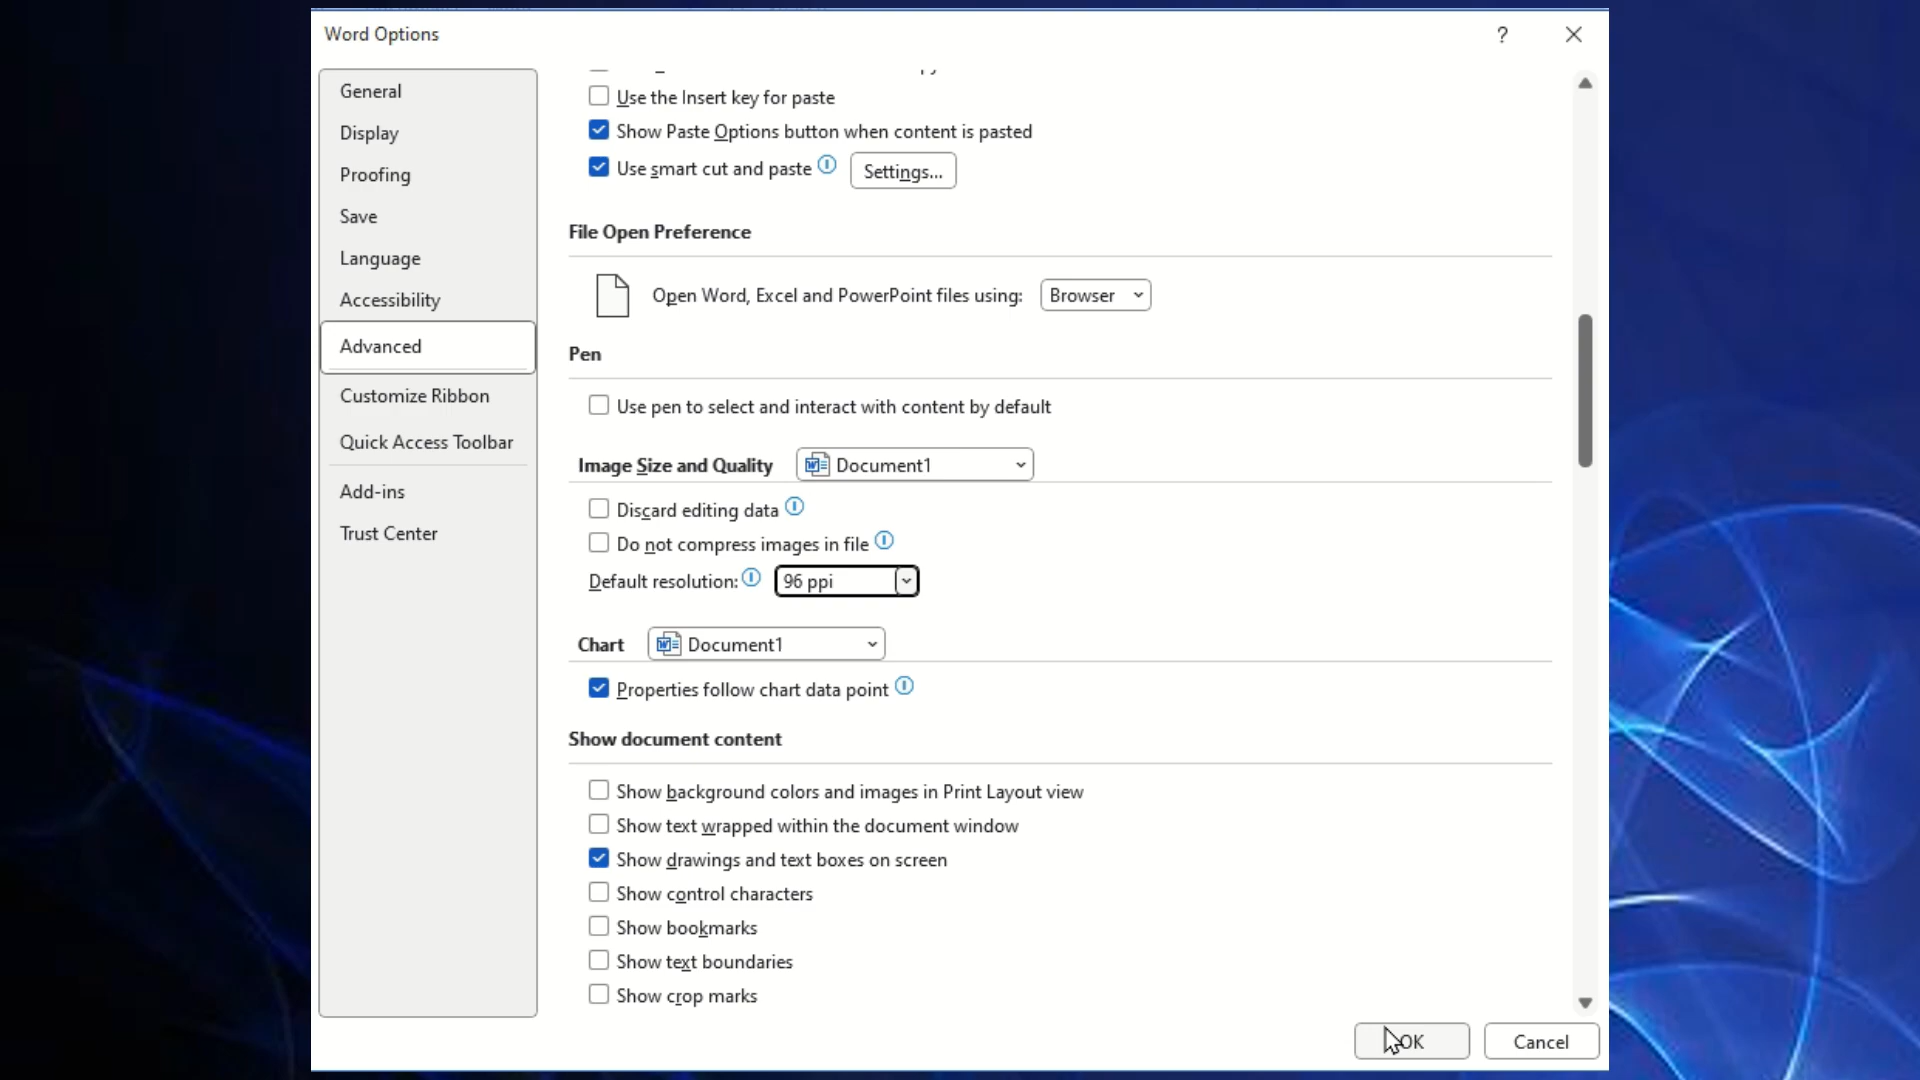 Word Options
?
General
Display
Proofing
Save
Language
Accessibility
Advanced
Customize Ribbon
Quick Access Toolbar
Add-ins
Trust Center
Use the Insert key for paste
Show Paste Options button when content is pasted
Use smart cut and paste
Settings...
File Open Preference
Open Word, Excel and PowerPoint files using: Browser
Pen
Use pen to select and interact with content by default
Image Size and Quality Document1
Discard editing data
Do not compress images in file
Default resolution: 96 ppi
Chart Document1
Properties follow chart data point
Show document content
Show background colors and images in Print Layout view
Show text wrapped within the document window
Show drawings and text boxes on screen
Show control characters
Show bookmarks
Show text boundaries
Show crop marks
OK Cancel